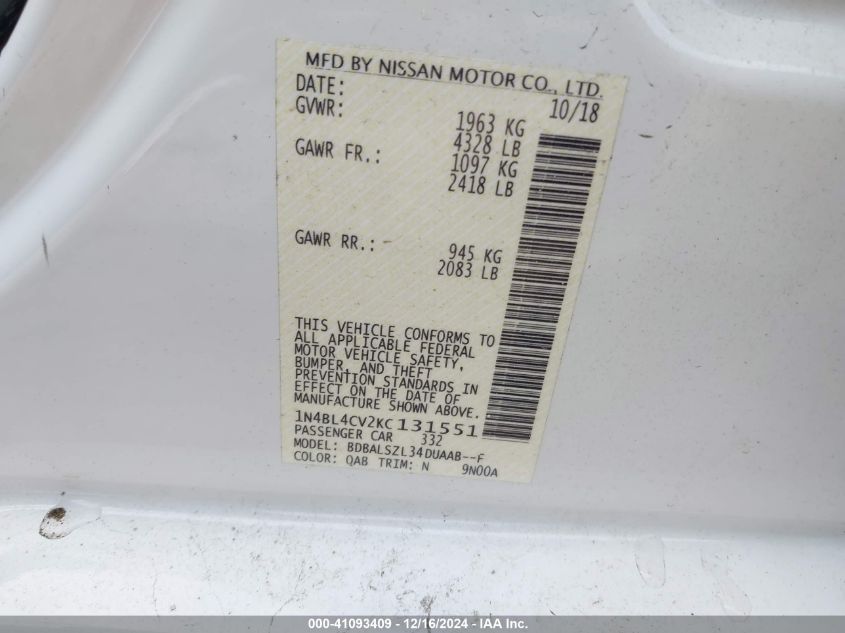 MFD BY NISSAN MOTOR CO., LTD.
DATE: 10/18
GVWR: 1963 KG
4328 LB
GAWR FR.: 1097 KG
2418 LB
GAWR RR.: 945 KG
2083 LB
THIS VEHICLE CONFORMS TO
ALL APPLICABLE FEDERAL
MOTOR VEHICLE SAFETY,
BUMPER, AND THEFT
PREVENTION STANDARDS IN
EFFECT ON THE DATE OF
MANUFACTURE SHOWN ABOVE.
1N4BL4CV2KC131551
PASSENGER CAR 332
MODEL: BDBALSZL34DUAAB--F
COLOR: QAB TRIM: N 9N00A
000-41093409 - 12/16/2024 - IAA Inc.